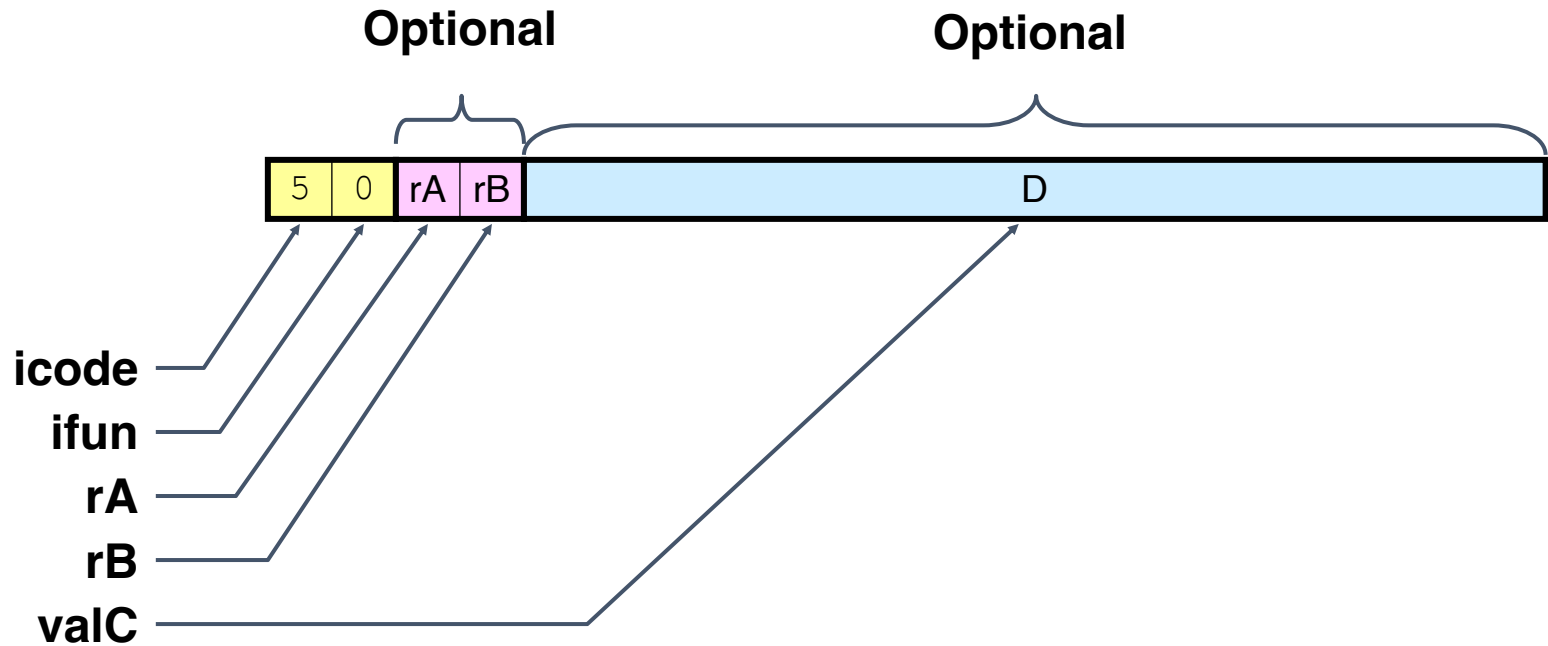 Optional
Optional
5 0 rA rB D
icode
ifun
rA
rB
valC